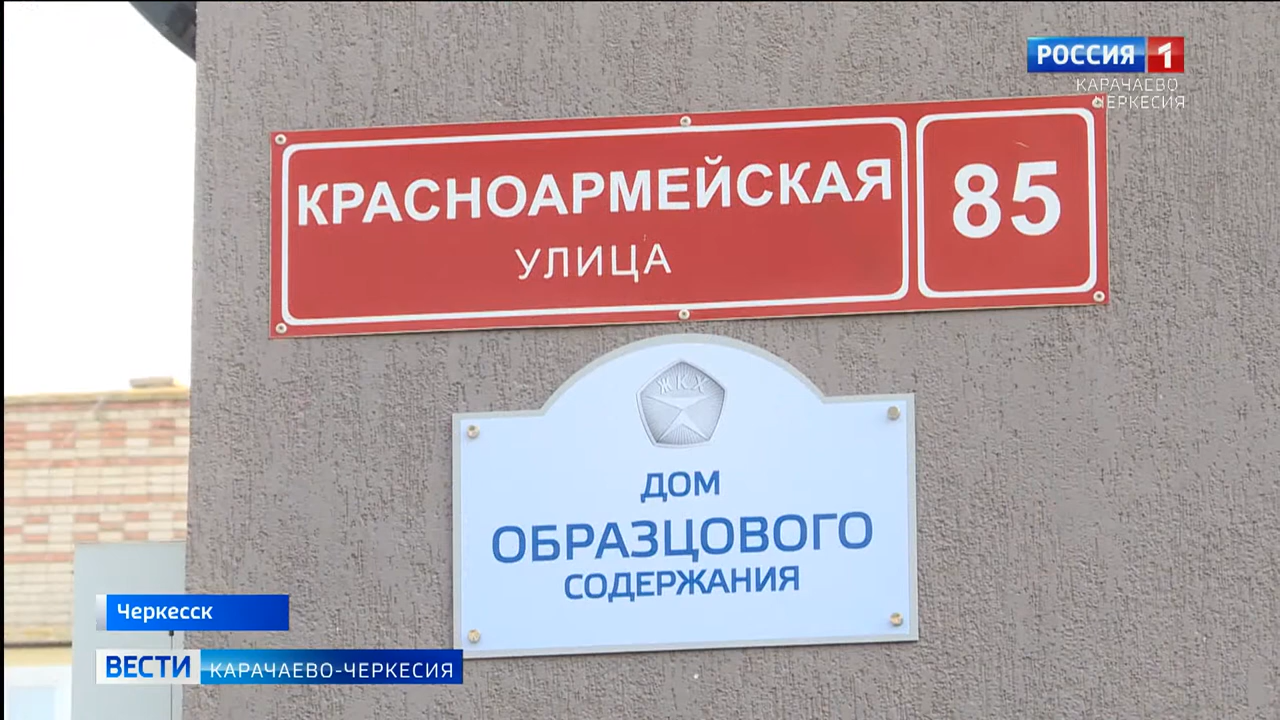 РОССИЯ 1
КАРАЧАЕВО
ЧЕРКЕСИЯ
КРАСНОАРМЕЙСКАЯ
УЛИЦА
85
ЖКХ
ДОМ
ОБРАЗЦОВОГО
СОДЕРЖАНИЯ
Черкесск
ВЕСТИ КАРАЧАЕВО-ЧЕРКЕСИЯ